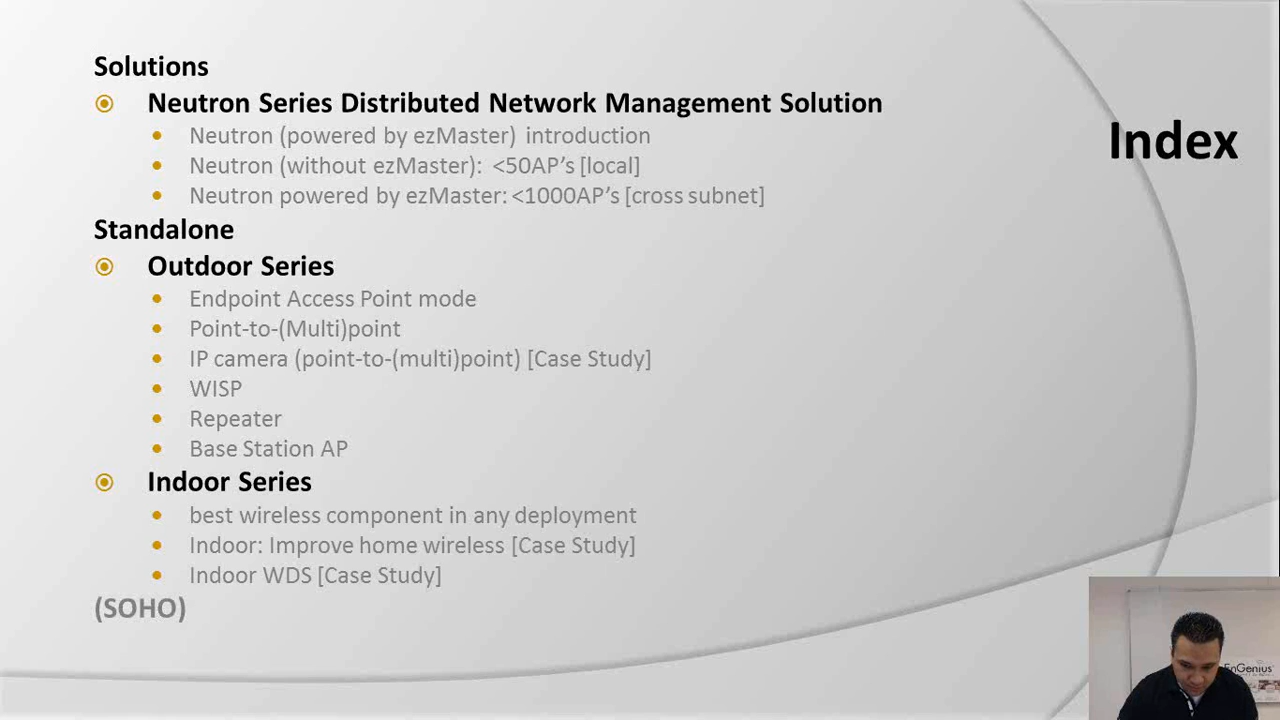 Solutions
Neutron Series Distributed Network Management Solution
Neutron (powered by ezMaster) introduction
Neutron (without ezMaster): <50AP's [local]
Neutron powered by ezMaster: <1000AP's [cross subnet]
Standalone
Outdoor Series
Endpoint Access Point mode
Point-to-(Multi)point
IP camera (point-to-(multi)point) [Case Study]
WISP
Repeater
Base Station AP
Indoor Series
best wireless component in any deployment
Indoor: Improve home wireless [Case Study]
Indoor WDS [Case Study]
(SOHO)
Index
EnGenius